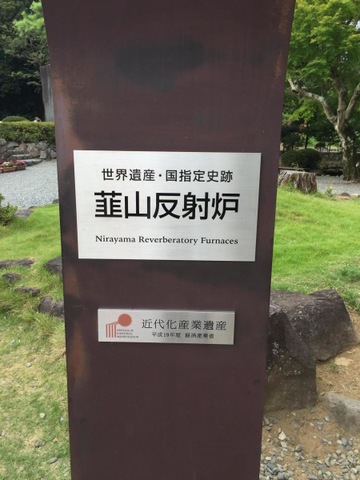 世界遺産・国指定史跡
韮山反射炉
Nirayama Reverberatory Furnaces
近代化産業遺産
平成19年度 経済産業省